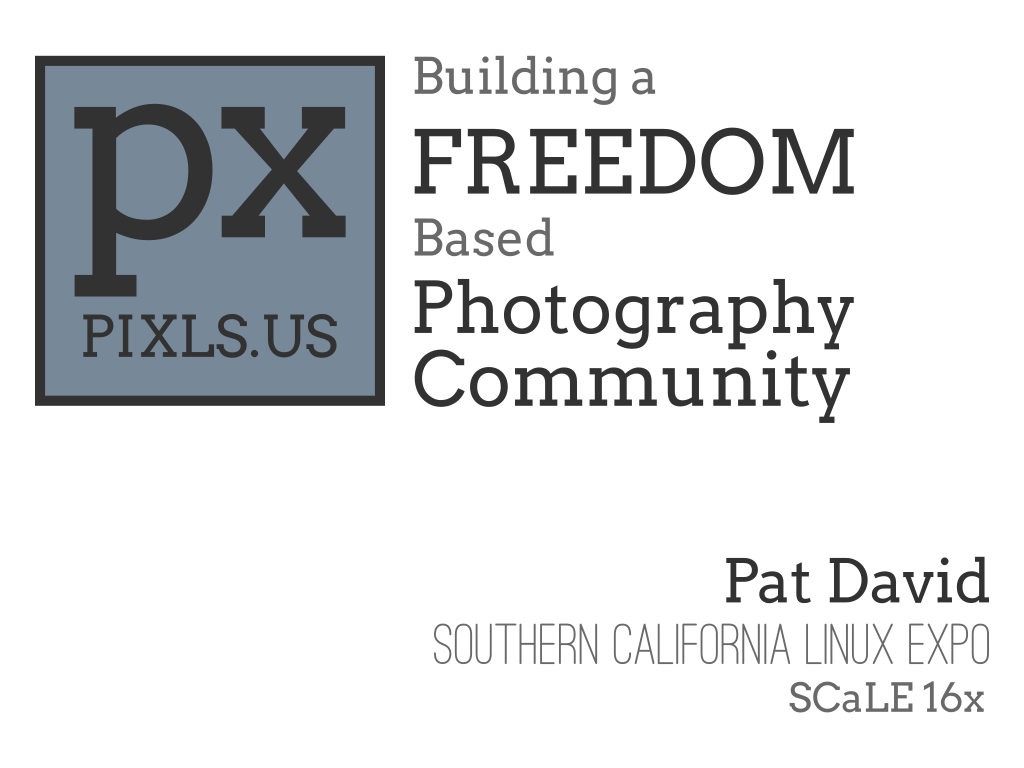 px
PIXLS.US
Building a
FREEDOM
Based
Photography
Community
Pat David
SOUTHERN CALIFORNIA LINUX EXPO
SCaLE 16x